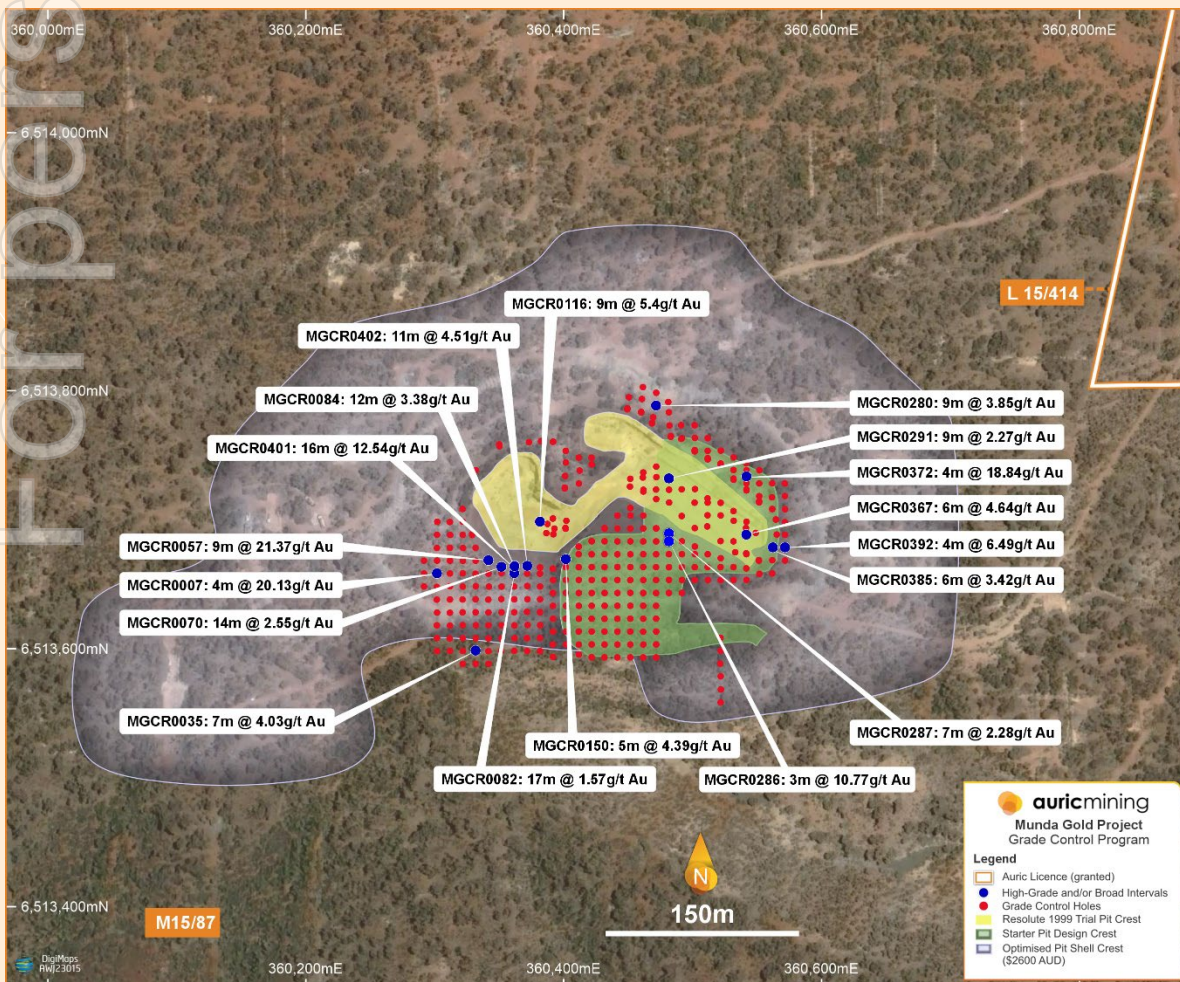 For pers
360,000mE
360,200mE
360,400mE
360,600mE
360,800mE
6,514,000mN
L 15/414
MGCR0116: 9m @ 5.4g/t Au
MGCR0402: 11m @ 4.51g/t Au
6,513,800mN
MGCR0084: 12m @ 3.38g/t Au
MGCR0280: 9m @ 3.85g/t Au
MGCR0401: 16m @ 12.54g/t Au
MGCR0291: 9m @ 2.27g/t Au
MGCR0372: 4m @ 18.84g/t Au
MGCR0367: 6m @ 4.64g/t Au
MGCR0057: 9m @ 21.37g/t Au
MGCR0392: 4m @ 6.49g/t Au
MGCR0007: 4m @ 20.13g/t Au
MGCR0385: 6m @ 3.42g/t Au
MGCR0070: 14m @ 2.55g/t Au
6,513,600mN
MGCR0035: 7m @ 4.03g/t Au
MGCR0287: 7m @ 2.28g/t Au
MGCR0150: 5m @ 4.39g/t Au
MGCR0082: 17m @ 1.57g/t Au
MGCR0286: 3m @ 10.77g/t Au
N
150m
6,513,400mN
M15/87
auricmining
Munda Gold Project
Grade Control Program
Legend
Auric Licence (granted)
High-Grade and/or Broad Intervals
Grade Control Holes
Resolute 1999 Trial Pit Crest
Starter Pit Design Crest
Optimised Pit Shell Crest
($2600 AUD)
DigiMaps
RWJ23015
360,200mE
360,400mE
360,600mE